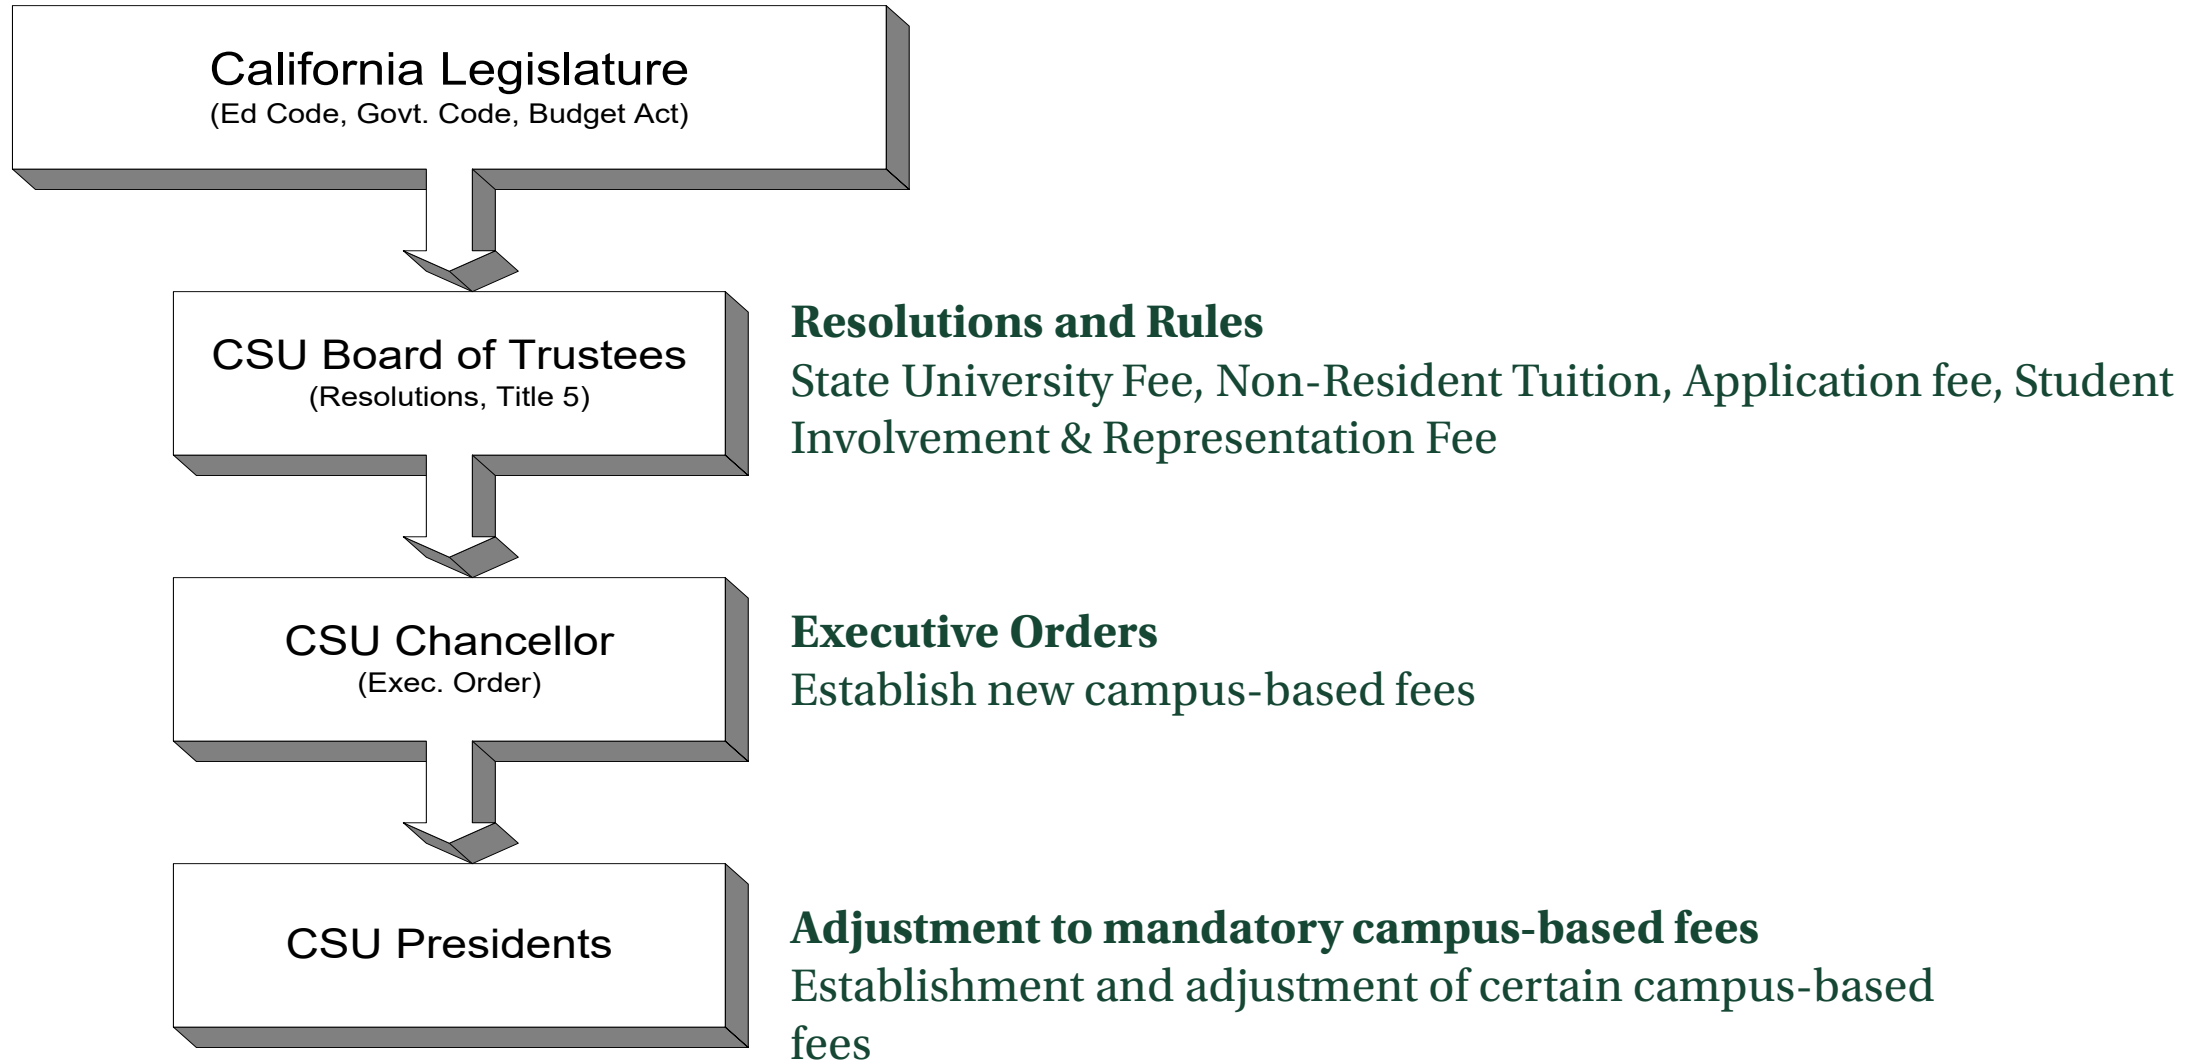 California Legislature
(Ed Code, Govt. Code, Budget Act)
CSU Board of Trustees
(Resolutions, Title 5)
Resolutions and Rules
State University Fee, Non-Resident Tuition, Application fee, Student
Involvement & Representation Fee
CSU Chancellor
(Exec. Order)
Executive Orders
Establish new campus-based fees
CSU Presidents
Adjustment to mandatory campus-based fees
Establishment and adjustment of certain campus-based
fees